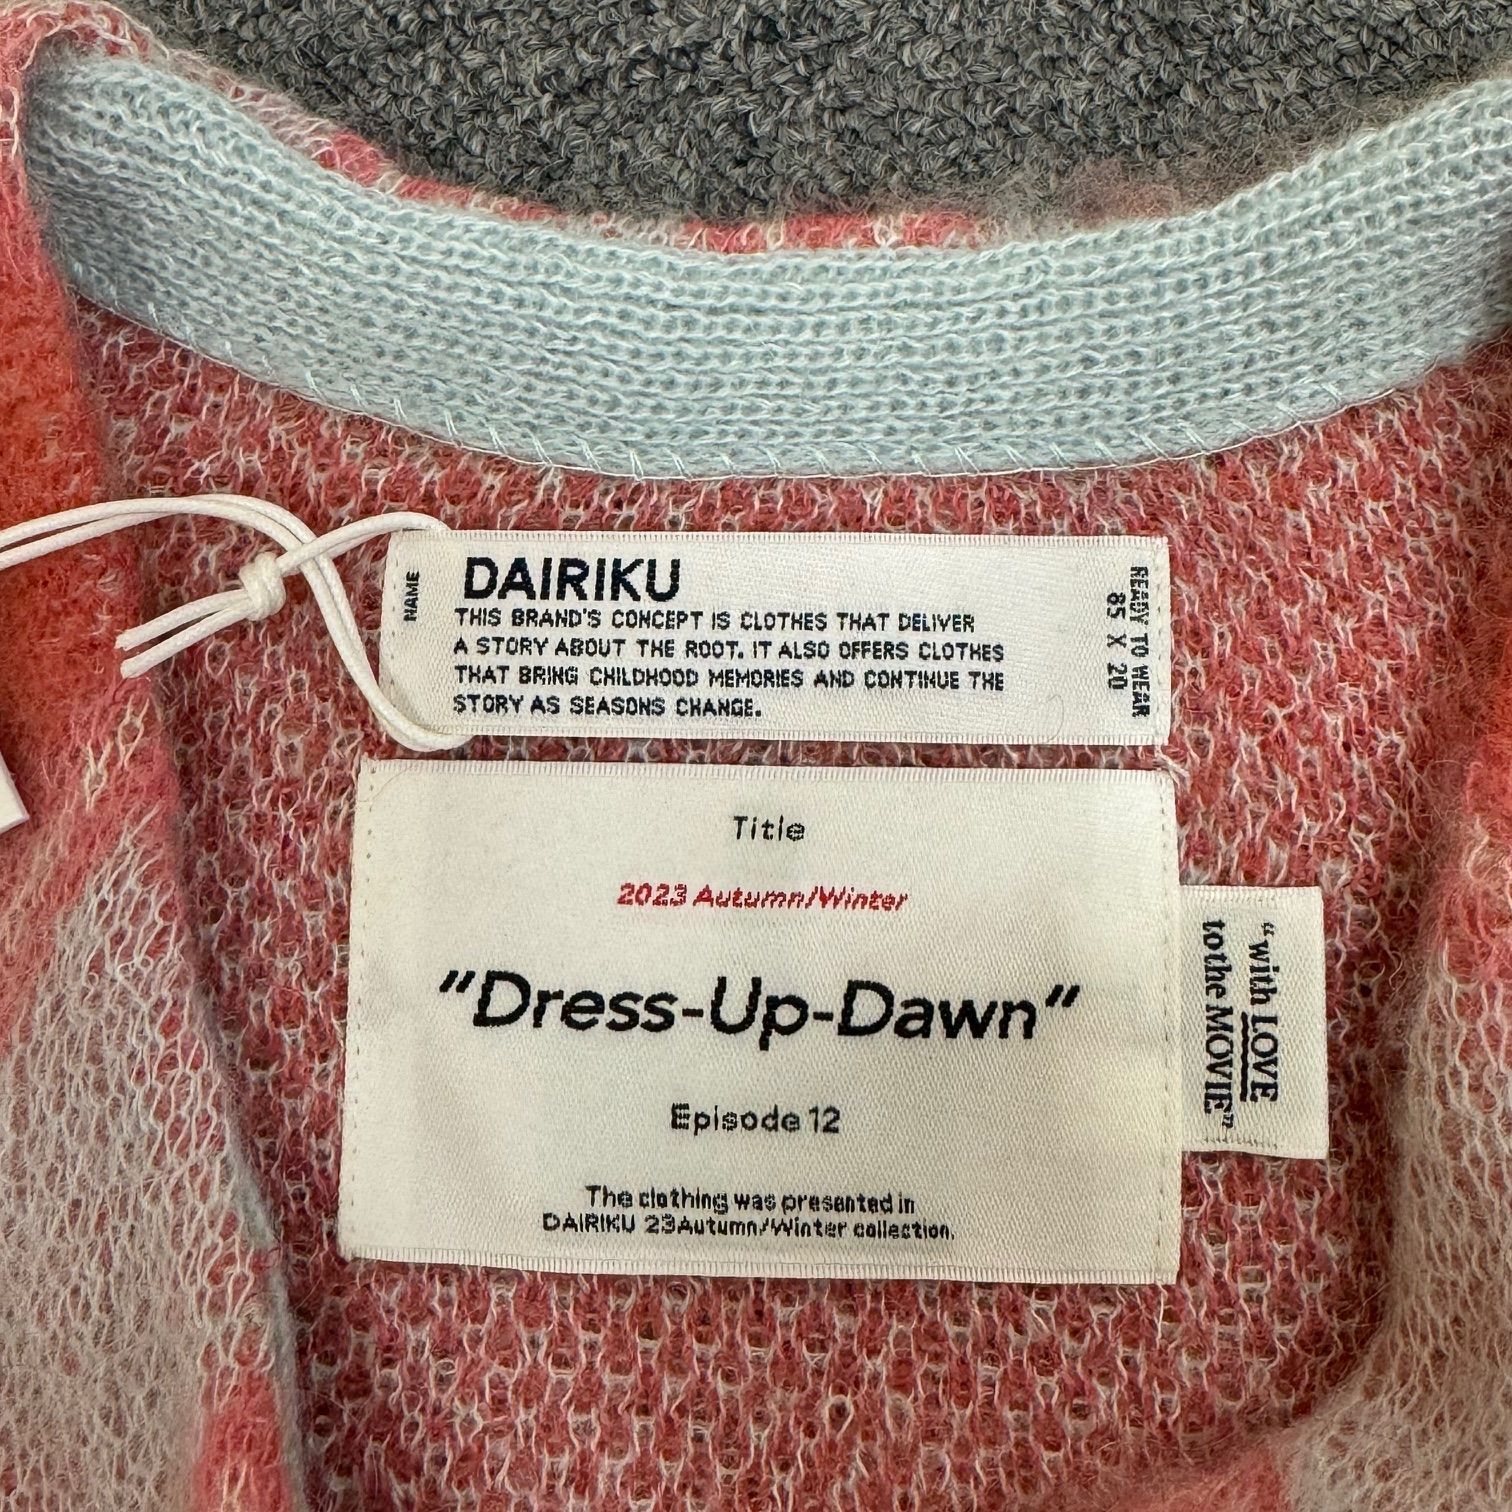 NAME
DAIRIKU
THIS BRAND'S CONCEPT IS CLOTHES THAT DELIVER
A STORY ABOUT THE ROOT. IT ALSO OFFERS CLOTHES
THAT BRING CHILDHOOD MEMORIES AND CONTINUE THE
STORY AS SEASONS CHANGE.
READY TO WEAR
85 X 20
Title
2023 Autumn/Winter
"Dress-Up-Dawn"
Episode 12
The clothing was presented in
DAIRIKU 23Autumn/Winter collection.
"with LOVE
tothe MOVIE"